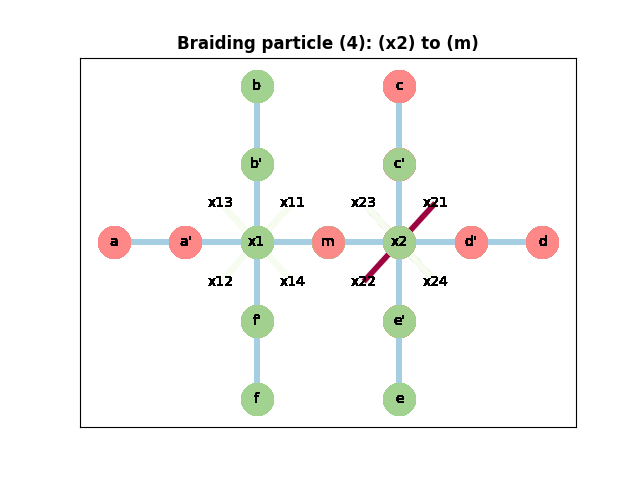 Braiding particle (4): (x2) to (m)
b c
b' c'
x13 x11 x23 x21
a a' x1 m x2 d' d
x12 x14 x22 x24
f' e'
f e